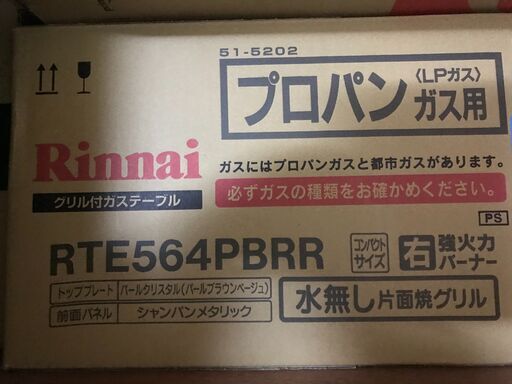 51-5202
プロパン〈LPガス〉ガス用
Rinnai
グリル付ガステーブル
ガスにはプロパンガスと都市ガスがあります。
必ずガスの種類をお確かめください。
PS
RTE564PBRR
コンパクトサイズ
右強火力バーナー
トッププレート パールクリスタル(パールブラウンベージュ)
前面パネル シャンパンメタリック
水無し片面焼グリル